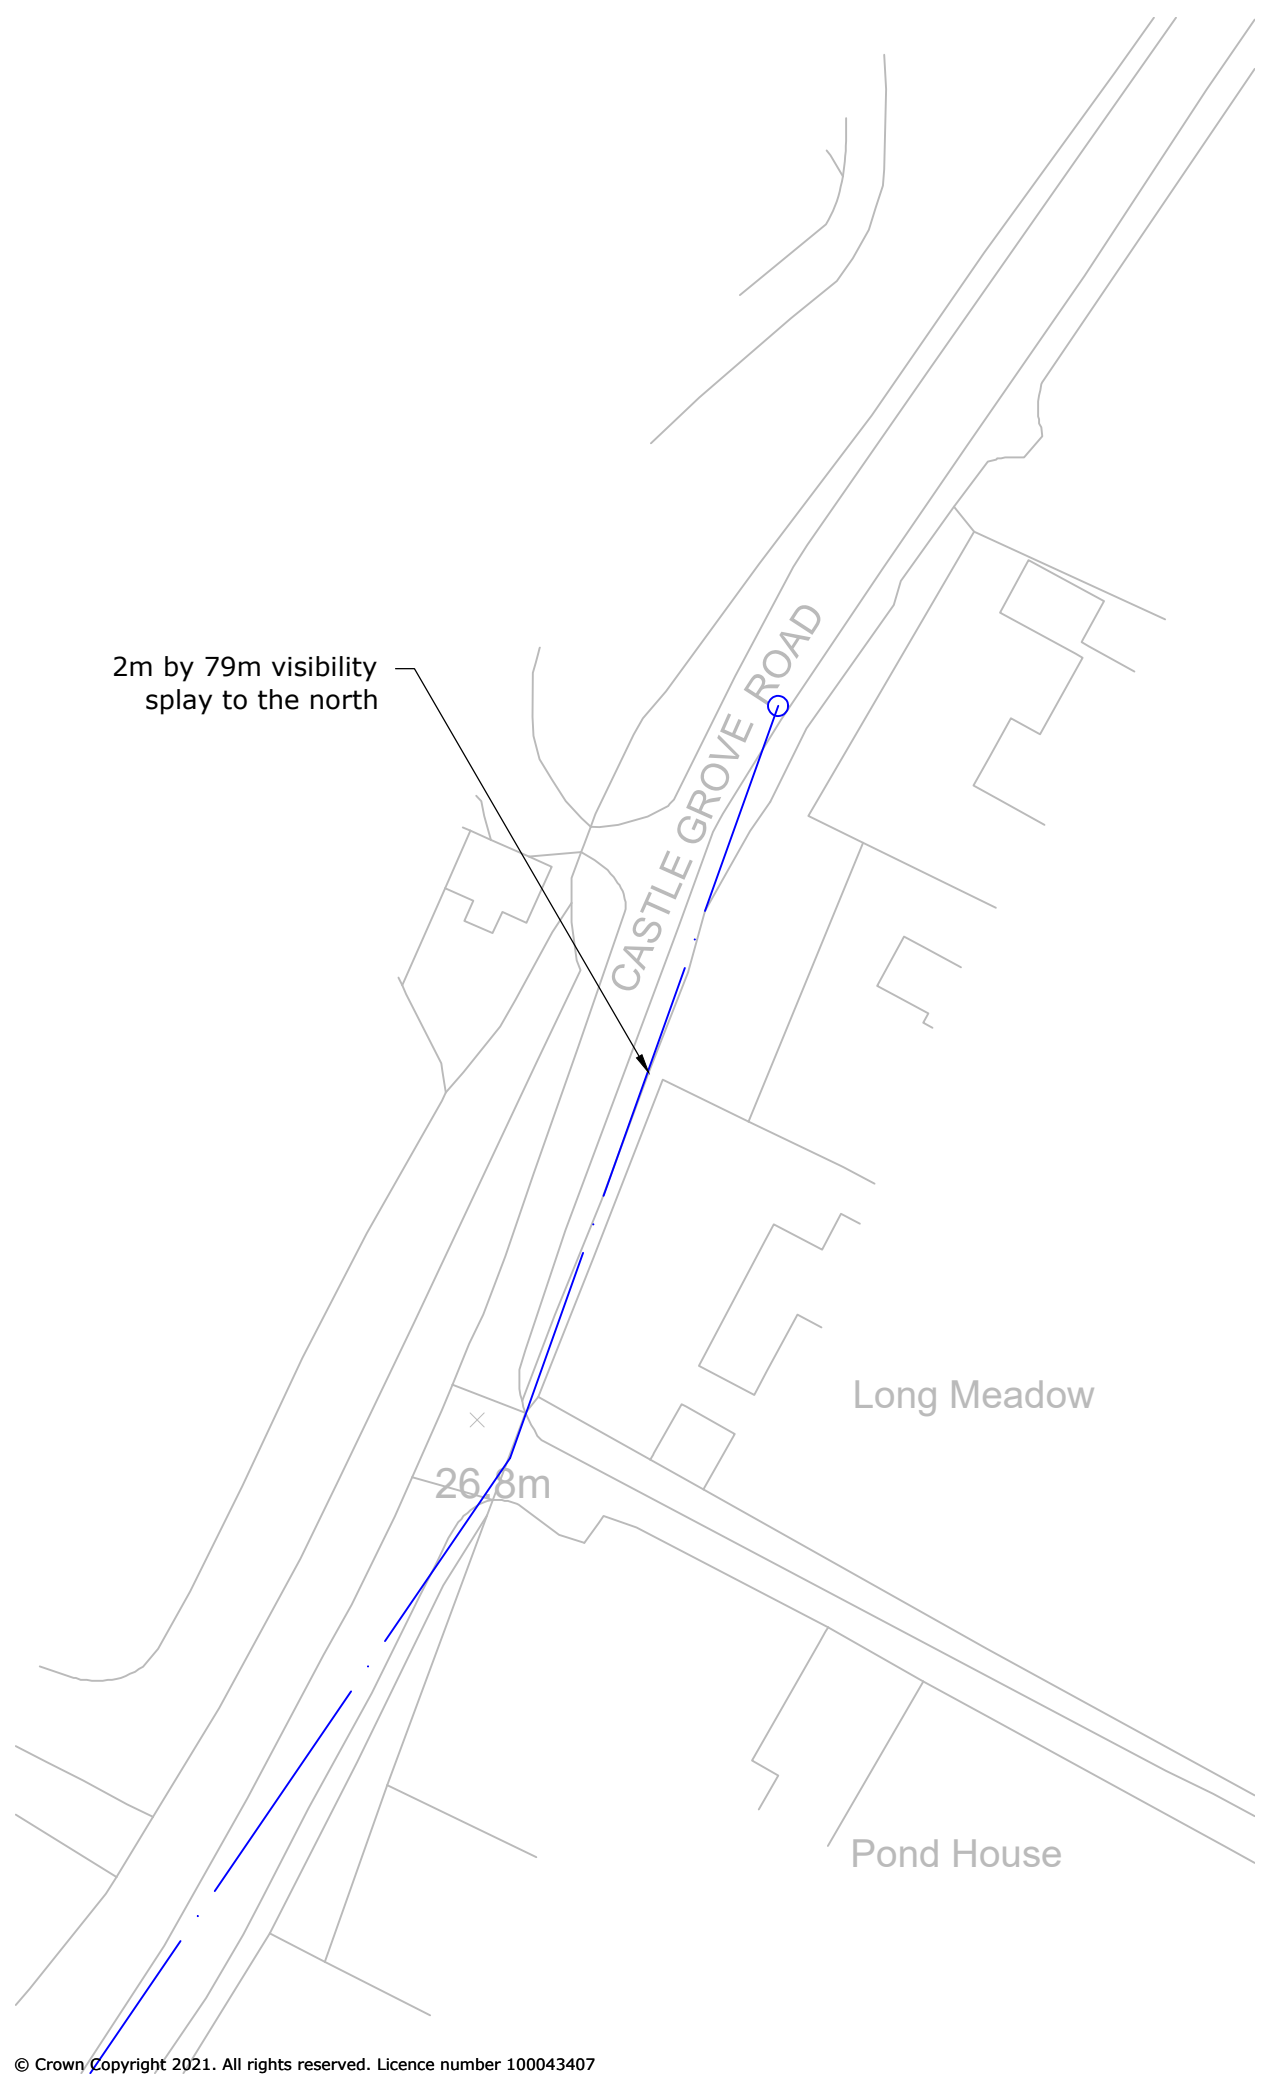 2m by 79m visibility
splay to the north
CASTLE GROVE ROAD
Long Meadow
26.8m
Pond House
© Crown Copyright 2021. All rights reserved. Licence number 100043407